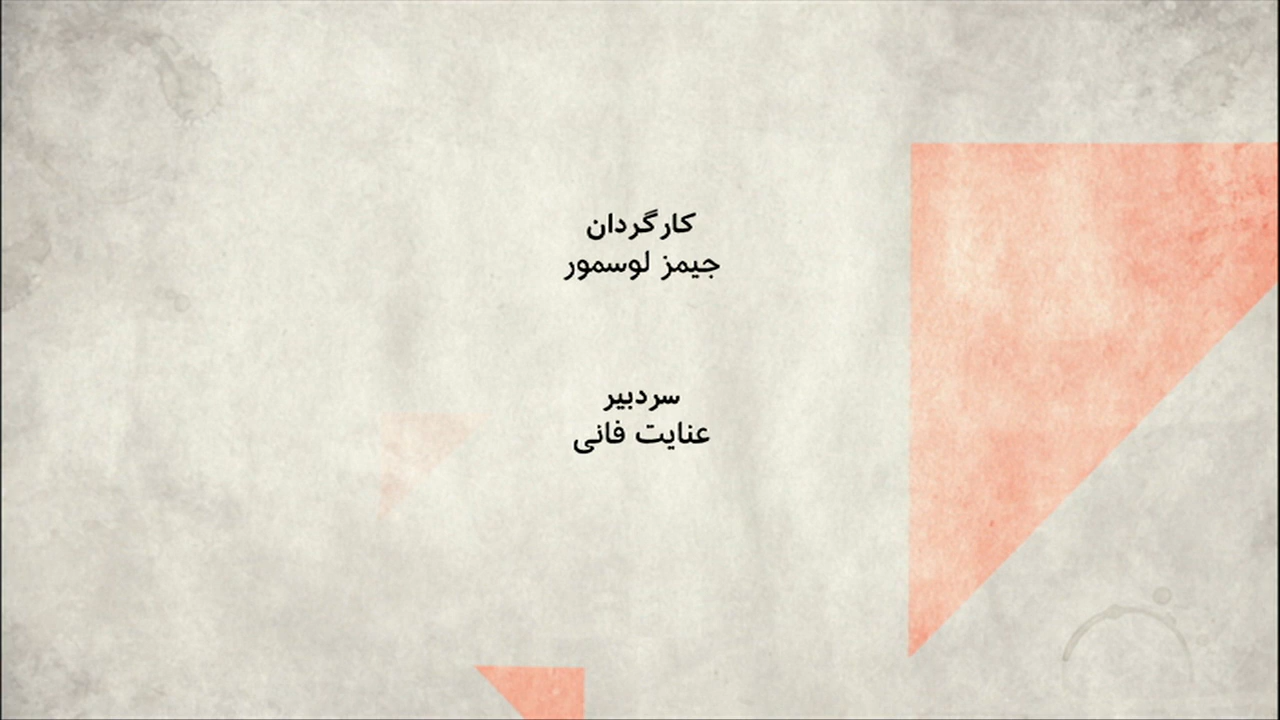 کارگردان
جیمز لوسمور
سردبیر
عنایت فانی